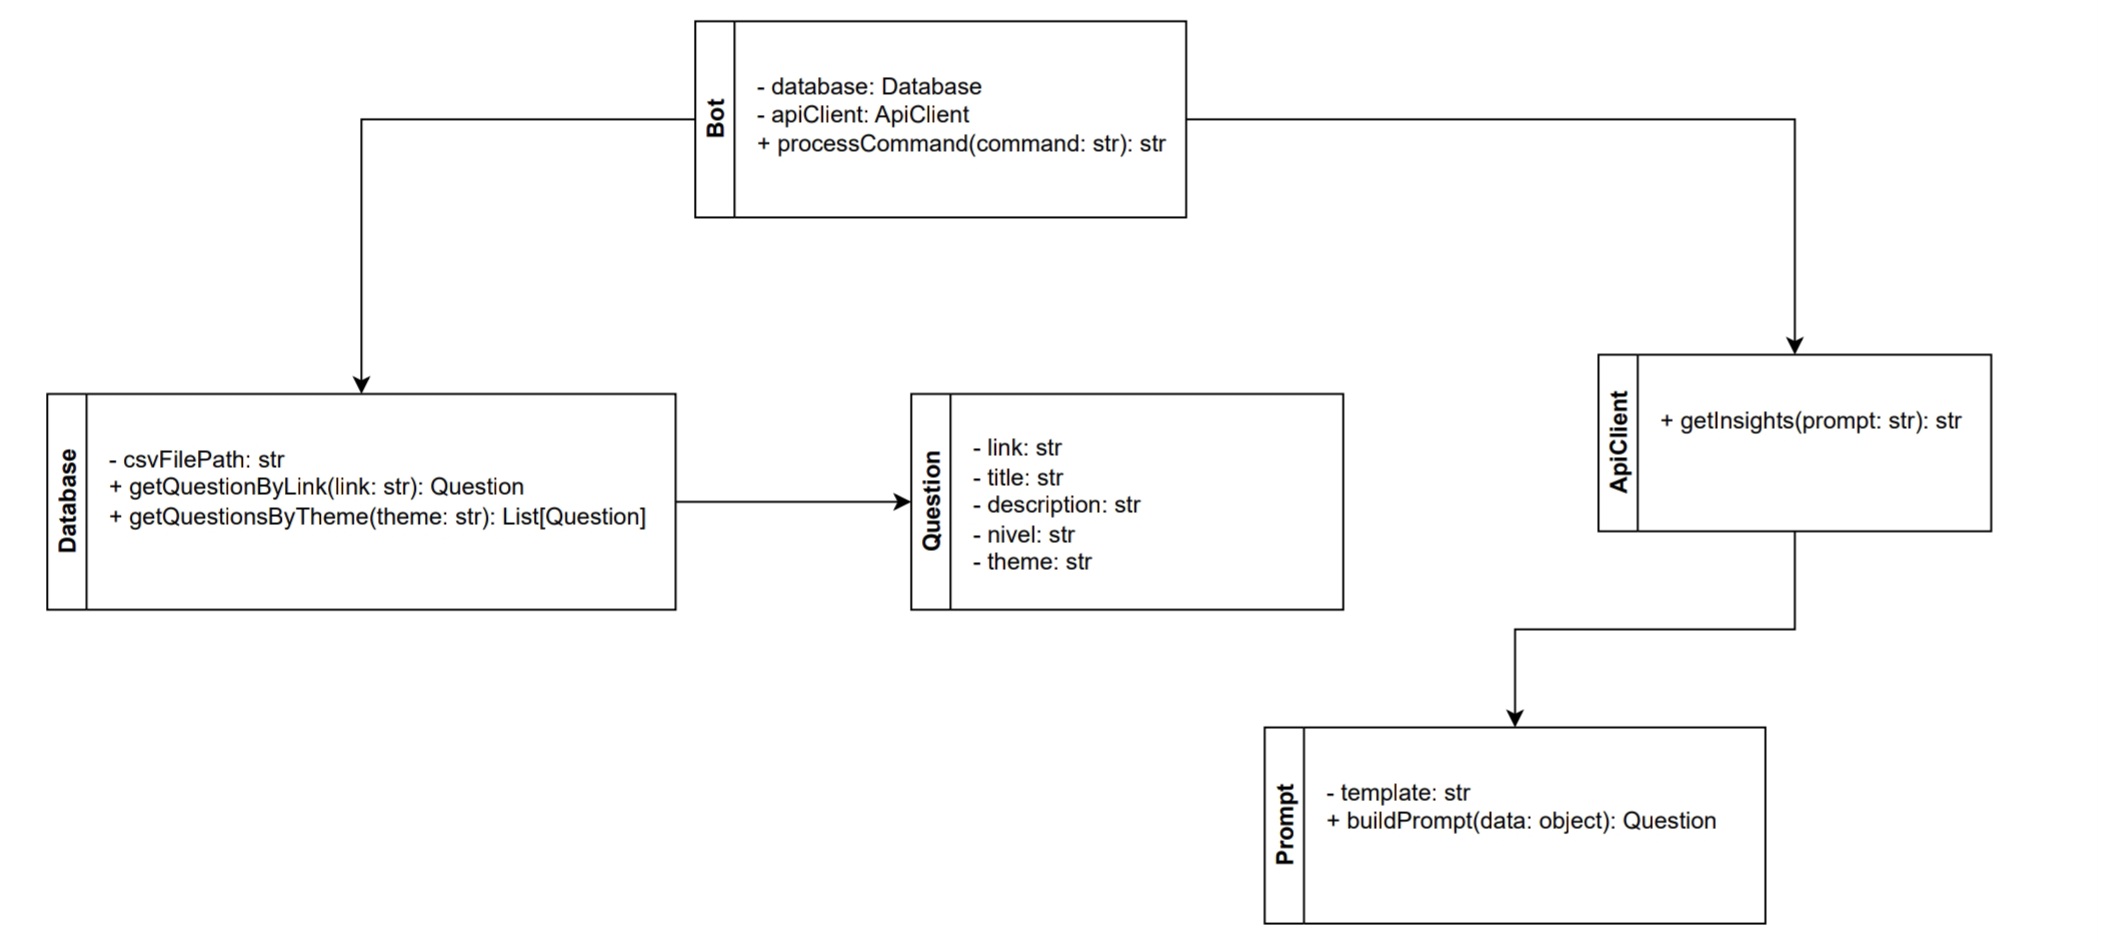 Bot
- database: Database
- apiClient: ApiClient
+ processCommand(command: str): str
Database
- csvFilePath: str
+ getQuestionByLink(link: str): Question
+ getQuestionsByTheme(theme: str): List[Question]
Question
- link: str
- title: str
- description: str
- nivel: str
- theme: str
ApiClient
+ getInsights(prompt: str): str
Prompt
- template: str
+ buildPrompt(data: object): Question